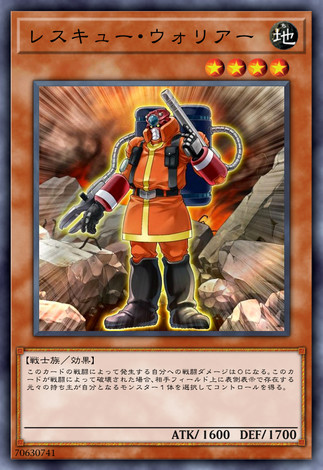 レスキュー・ウォリアー
地
【戦士族／効果】
このカードの戦闘によって発生する自分への戦闘ダメージは０になる。このカ
ードが戦闘によって破壊された場合、相手フィールド上に表側表示で存在する
元々の持ち主が自分となるモンスター１体を選択してコントロールを得る。
ATK/ 1600 DEF/1700
70630741